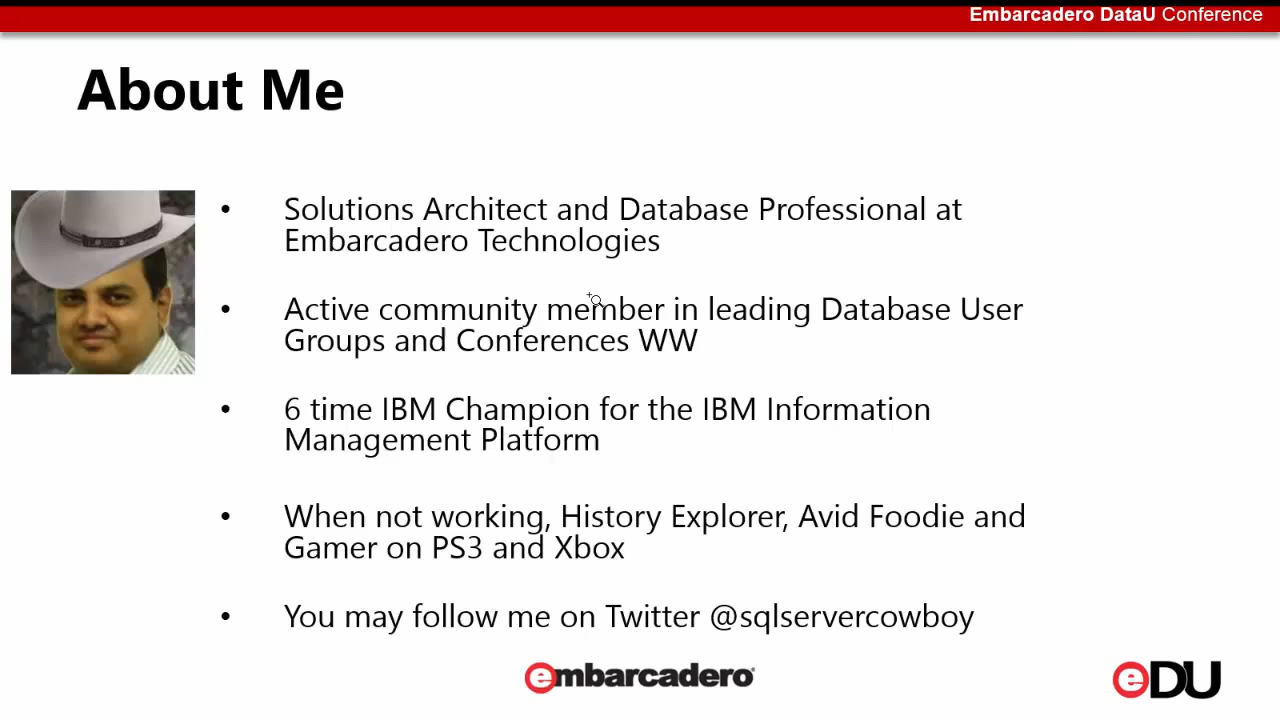 Embarcadero DataU Conference
About Me
• Solutions Architect and Database Professional at
Embarcadero Technologies
• Active community member in leading Database User
Groups and Conferences WW
• 6 time IBM Champion for the IBM Information
Management Platform
• When not working, History Explorer, Avid Foodie and
Gamer on PS3 and Xbox
• You may follow me on Twitter @sqlservercowboy
embarcadero
eDU